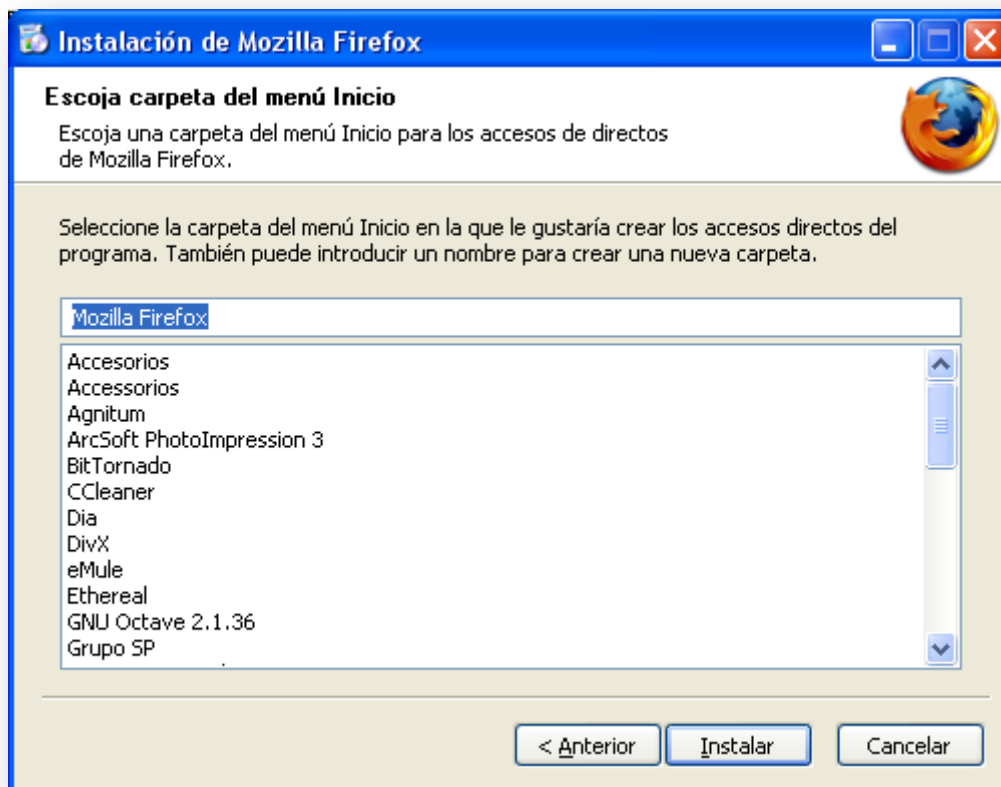 Instalación de Mozilla Firefox
Escoja carpeta del menú Inicio
Escoja una carpeta del menú Inicio para los accesos de directos
de Mozilla Firefox.
Seleccione la carpeta del menú Inicio en la que le gustaría crear los accesos directos del
programa. También puede introducir un nombre para crear una nueva carpeta.
Mozilla Firefox
Accesorios
Accessorios
Agnitum
ArcSoft PhotoImpression 3
BitTornado
CCleaner
Dia
DivX
eMule
Ethereal
GNU Octave 2.1.36
Grupo SP
< Anterior
Instalar
Cancelar